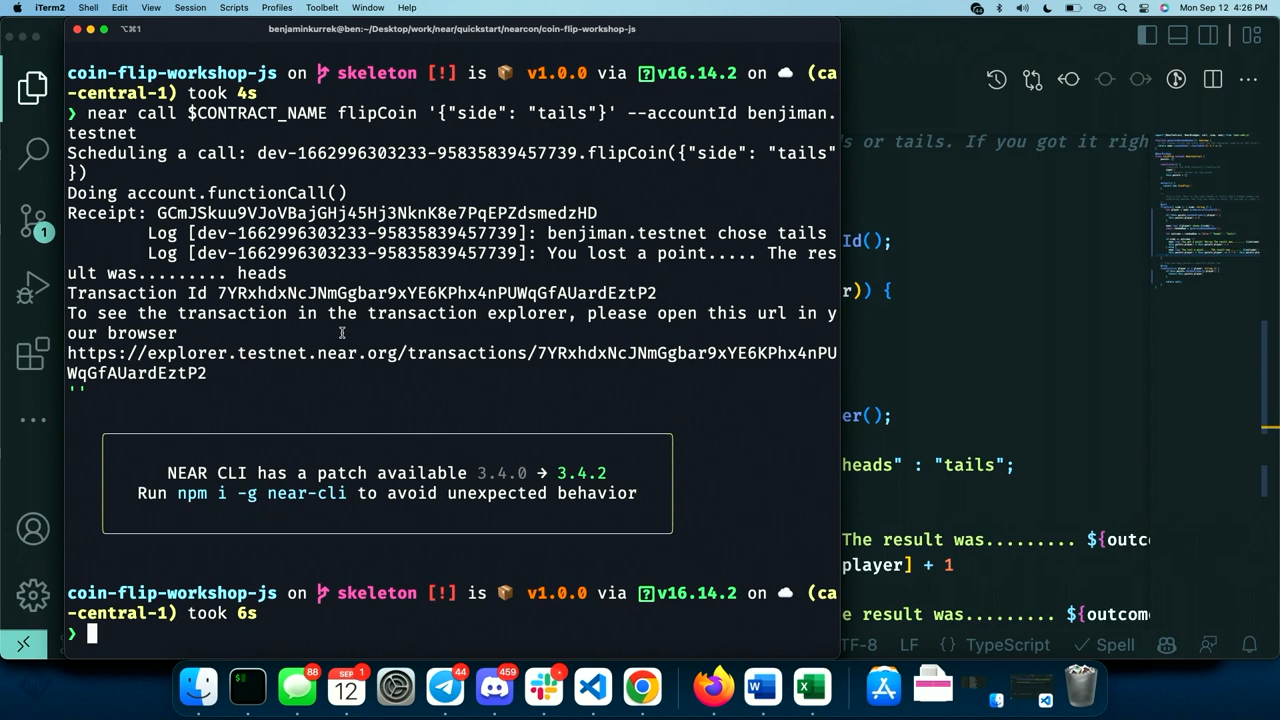 iTerm2 Shell Edit View Session Scripts Profiles Toolbelt Window Help Mon Sep 12 4:26 PM
⌥⌘1 benjaminkurrek@ben:~/Desktop/work/near/quickstart/nearcon/coin-flip-workshop-js
coin-flip-workshop-js on skeleton [!] is v1.0.0 via v16.14.2 on (ca
-central-1) took 4s
❯ near call $CONTRACT_NAME flipCoin '{"side": "tails"}' --accountId benjiman.
testnet
Scheduling a call: dev-1662996303233-95835839457739.flipCoin({"side": "tails"
})
Doing account.functionCall()
Receipt: GCmJSkuu9VJoVBajgHj45Hj3NknK8e7PqEnZdsmedzHD
Log [dev-1662996303233-95835839457739]: benjiman.testnet chose tails
Log [dev-1662996303233-95835839457739]: You lost a point..... The res
ult was......... heads
Transaction Id 7YRxhdxNcJNmGgbar9xYE6KPhx4nPUWqGfAUardEztP2
To see the transaction in the transaction explorer, please open this url in y
our browser
https://explorer.testnet.near.org/transactions/7YRxhdxNcJNmGgbar9xYE6KPhx4nPU
WqGfAUardEztP2
''
NEAR CLI has a patch available 3.4.0 → 3.4.2
Run npm i -g near-cli to avoid unexpected behavior
coin-flip-workshop-js on skeleton [!] is v1.0.0 via v16.14.2 on (ca
-central-1) took 6s
❯
s or tails. If you got it righ
Id();
r)) {
er();
heads" : "tails";
The result was......... ${outc
player] + 1
e result was......... ${outcom
TF-8 LF {} TypeScript Spell
1
88
SEP 1
12
44
459
W
X